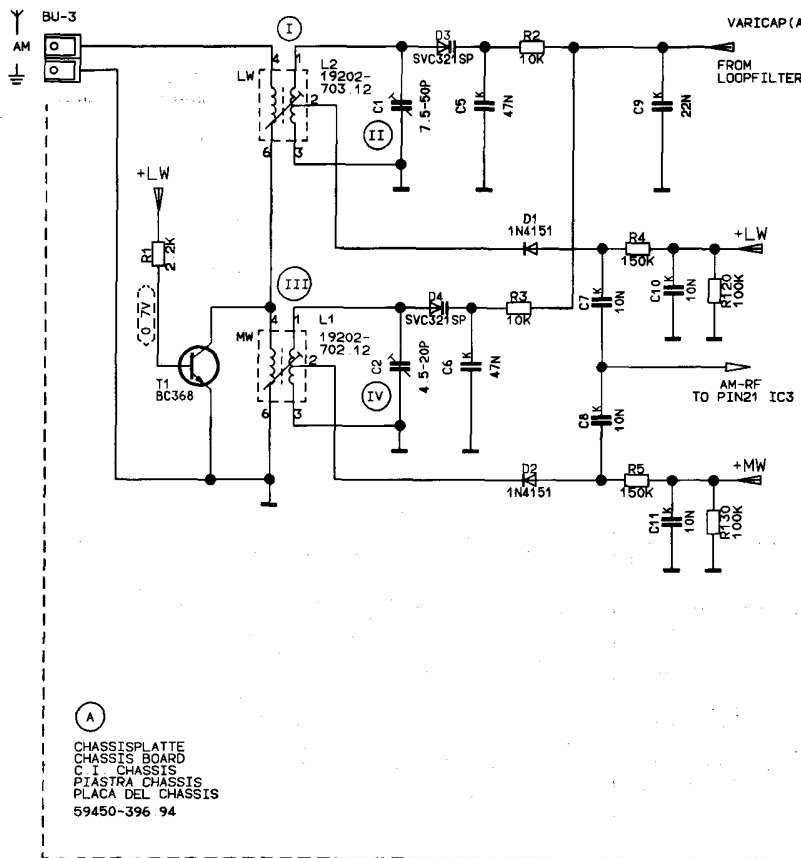 BU-3
AM
I
II
III
IV
4
1
LW
2
6
3
L2
19202-
703.12
C1
7.5-50P
D3
SVC321SP
C5
K
47N
R2
10K
C9
K
22N
VARICAP(A
FROM
LOOPFILTER
+LW
R1
2.2K
0.7V
T1
BC368
D1
1N4151
R4
150K
+LW
C7
K
10N
C10
K
10N
R120
100K
4
1
MW
2
6
3
L1
19202-
702.12
C2
4.5-20P
D4
SVC321SP
C6
K
47N
R3
10K
AM-RF
TO PIN21 IC3
C8
K
10N
D2
1N4151
R5
150K
+MW
C11
K
10N
R130
100K
A
CHASSISPLATTE
CHASSIS BOARD
C.I. CHASSIS
PIASTRA CHASSIS
PLACA DEL CHASSIS
59450-396.94